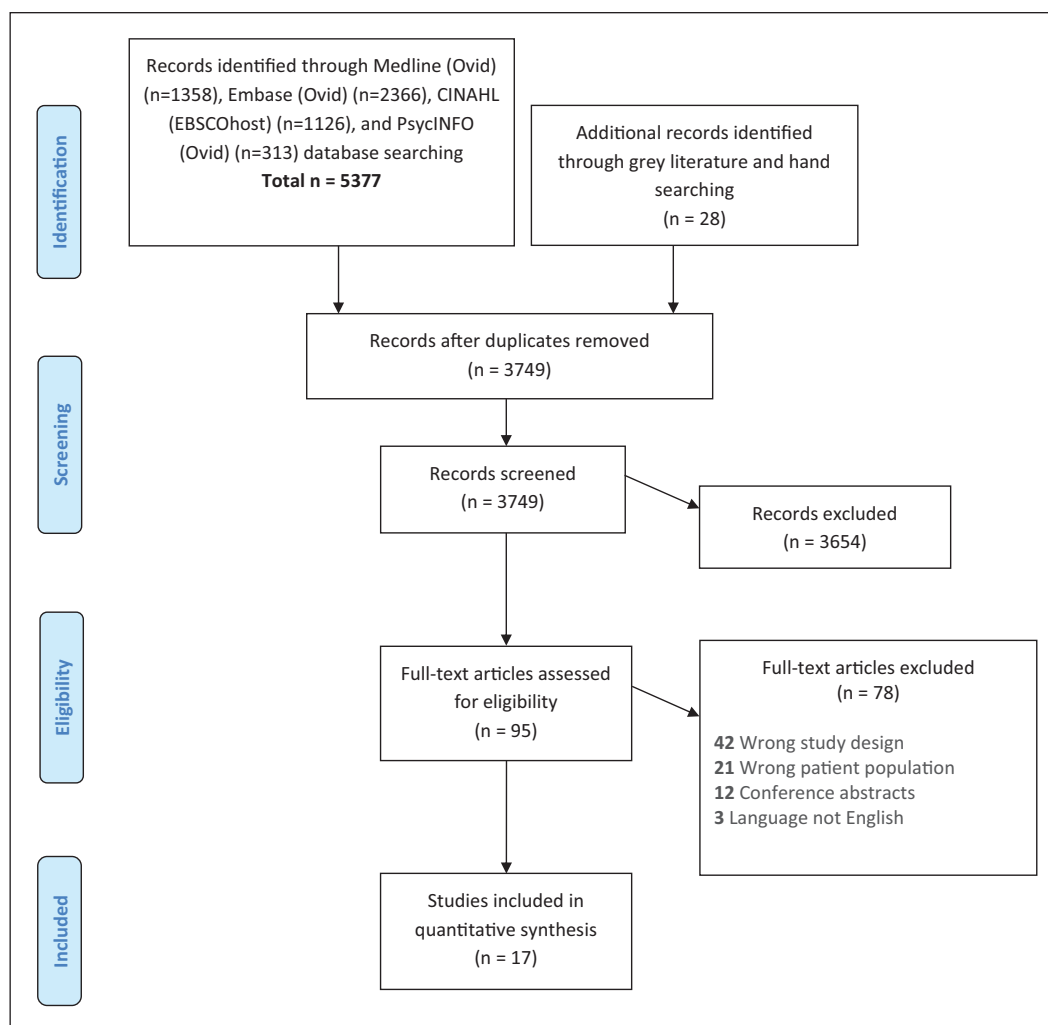 Identification
Records identified through Medline (Ovid)
(n=1358), Embase (Ovid) (n=2366), CINAHL
(EBSCOhost) (n=1126), and PsycINFO
(Ovid) (n=313) database searching
Total n = 5377
Additional records identified
through grey literature and hand
searching
(n = 28)
Records after duplicates removed
(n = 3749)
Screening
Records screened
(n = 3749)
Records excluded
(n = 3654)
Eligibility
Full-text articles assessed
for eligibility
(n = 95)
Full-text articles excluded
(n = 78)
42 Wrong study design
21 Wrong patient population
12 Conference abstracts
3 Language not English
Included
Studies included in
quantitative synthesis
(n = 17)